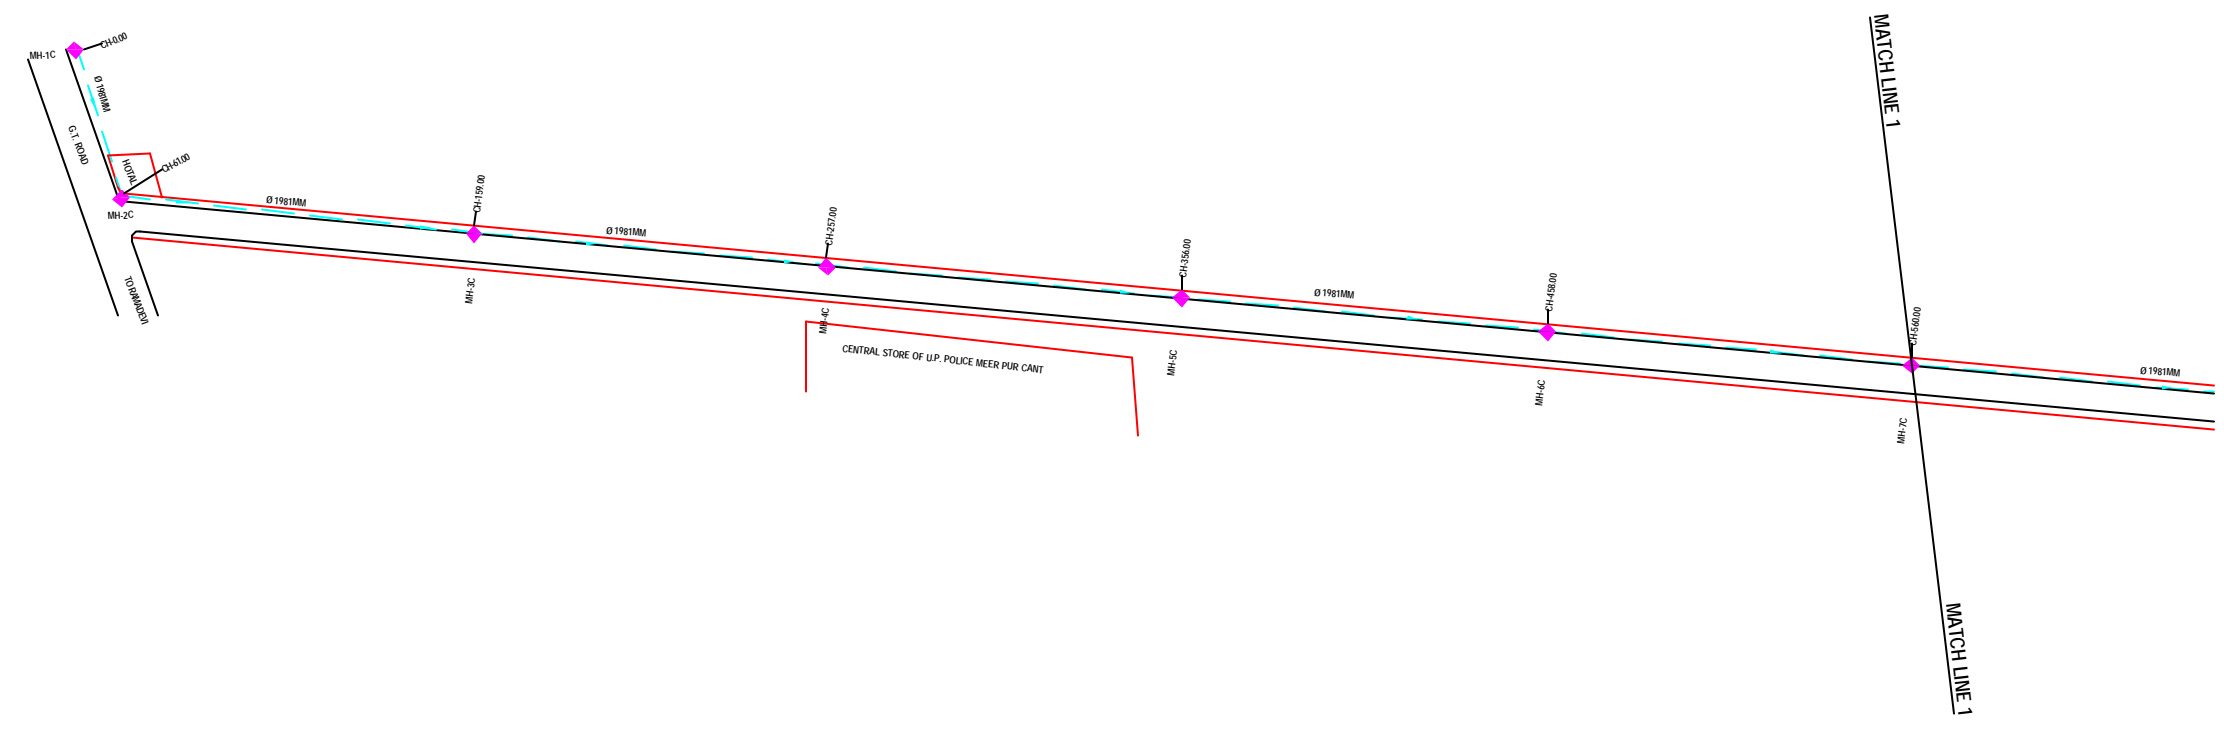 MH-1C
CH-0.00
Ø 1981MM
G.T. ROAD
HOTAL
CH-61.00
MH-2C
TO RAMADEVI
Ø 1981MM
CH-159.00
MH-3C
Ø 1981MM
CH-257.00
MH-4C
CENTRAL STORE OF U.P. POLICE MEER PUR CANT
CH-356.00
MH-5C
Ø 1981MM
CH-458.00
MH-6C
MATCH LINE 1
CH-560.00
MH-7C
Ø 1981MM
MATCH LINE 1